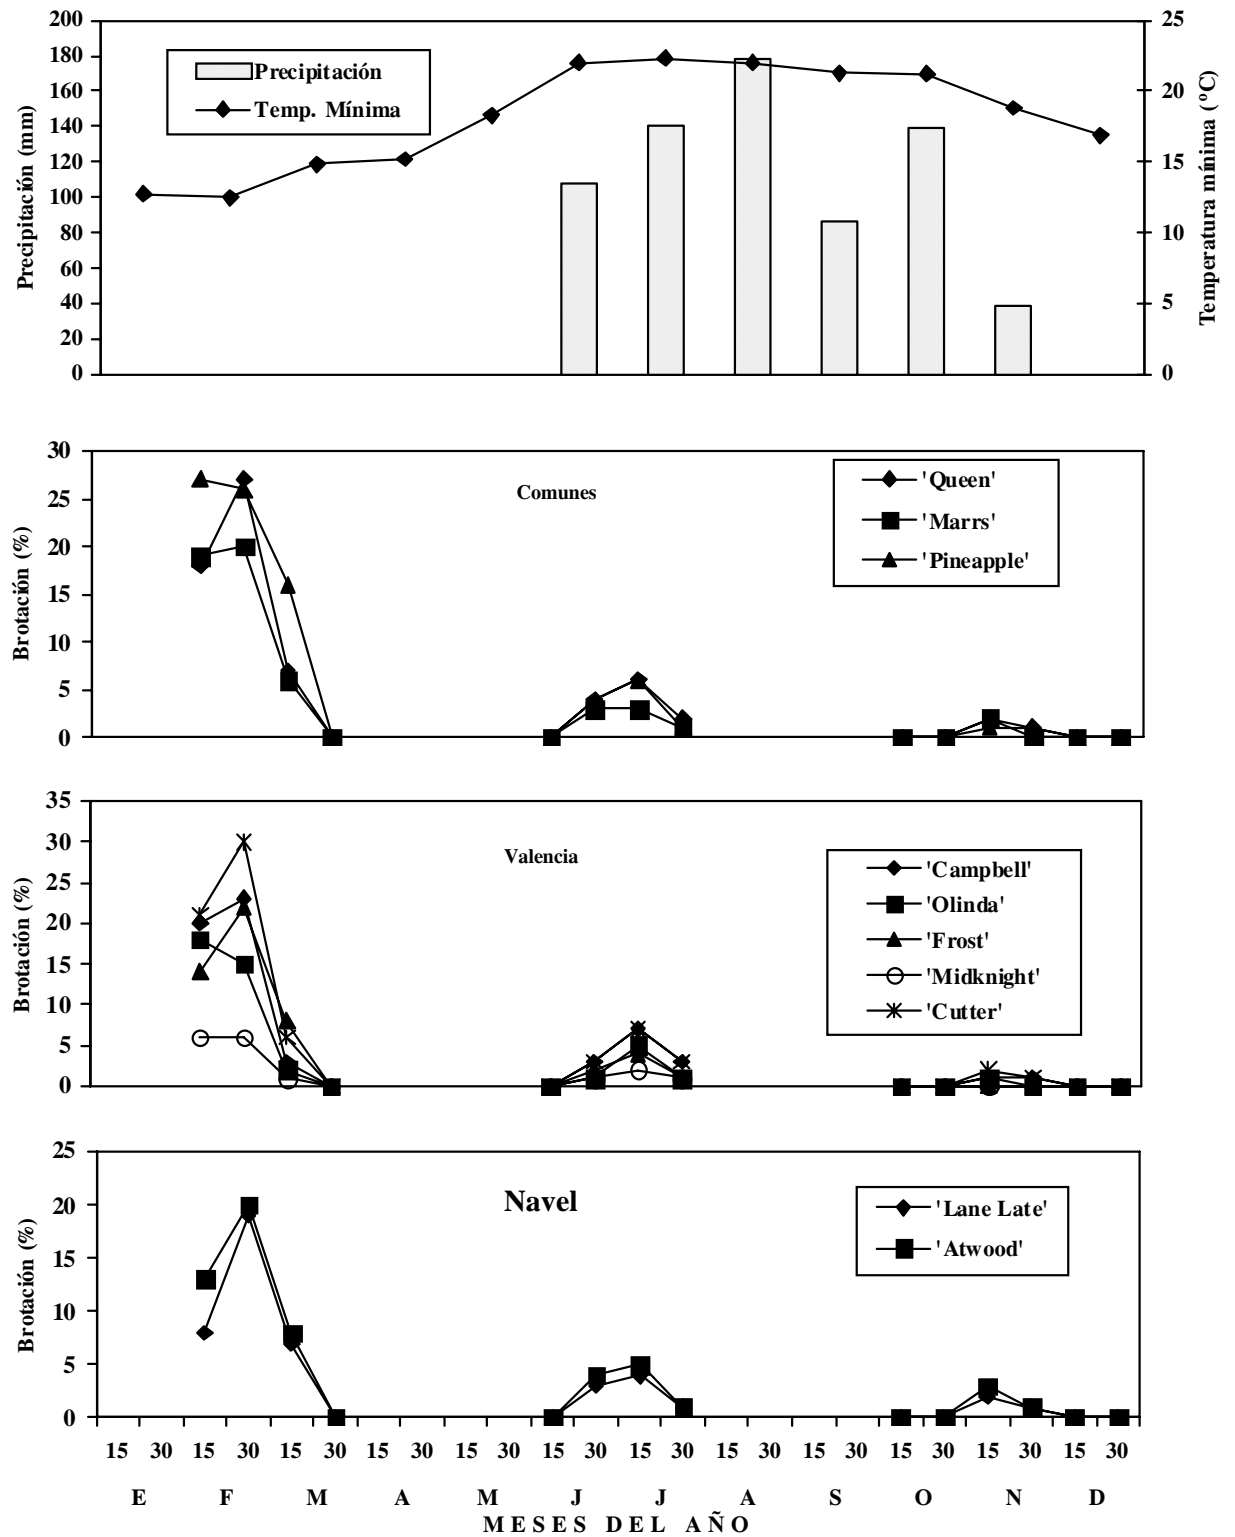 200
180
160
140
120
100
80
60
40
20
0
Precipitación (mm)
Precipitación
Temp. Mínima
25
20
15
10
5
0
Temperatura mínima (ºC)
30
25
20
15
10
5
0
Brotación (%)
Comunes
'Queen'
'Marrs'
'Pineapple'
35
30
25
20
15
10
5
0
Brotación (%)
Valencia
'Campbell'
'Olinda'
'Frost'
'Midknight'
'Cutter'
25
20
15
10
5
0
Brotación (%)
Navel
'Lane Late'
'Atwood'
15 30 15 30 15 30 15 30 15 30 15 30 15 30 15 30 15 30 15 30 15 30 15 30
E F M A M J J A S O N D
MESES DEL AÑO